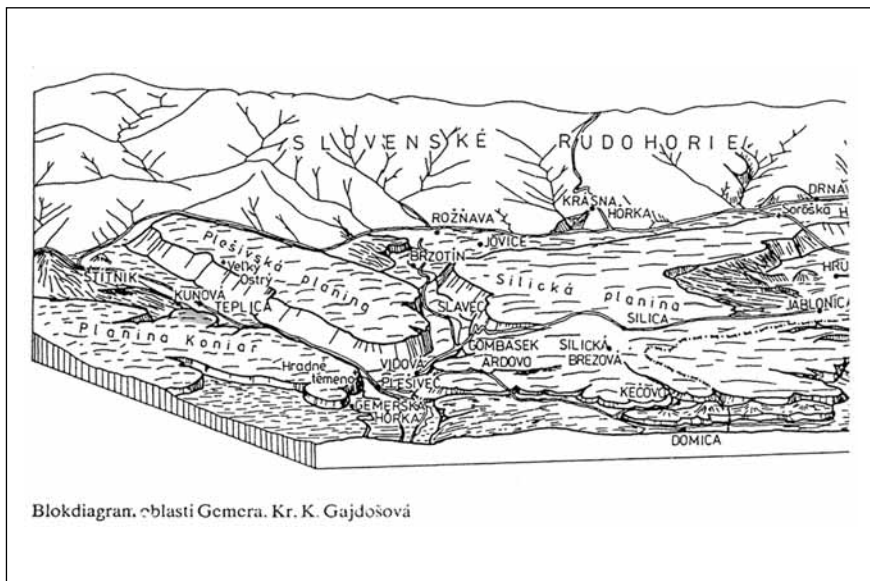 SLOVENSKÉ RUDOHORIE
KRÁSNA
HÔRKA
DRNA
Soroška
ROŽŇAVA
JOVICE
BRZOTÍN
Plešivská
planina
Veľký
Ostrý
ŠTÍTNIK
KUNOVÁ
TEPLICA
Silická
planina
SILICA
HRU
JABLONICA
SLAVEC
GOMBASEK
ARDOVO
SILICKÁ
BREZOVÁ
Planina Koniar
Hradné
témeno
VIDOVÁ
PLEŠIVEC
KEČOVO
GEMERSKÁ
HÔRKA
DOMICA
Blokdiagram oblasti Gemera. Kr. K. Gajdošová